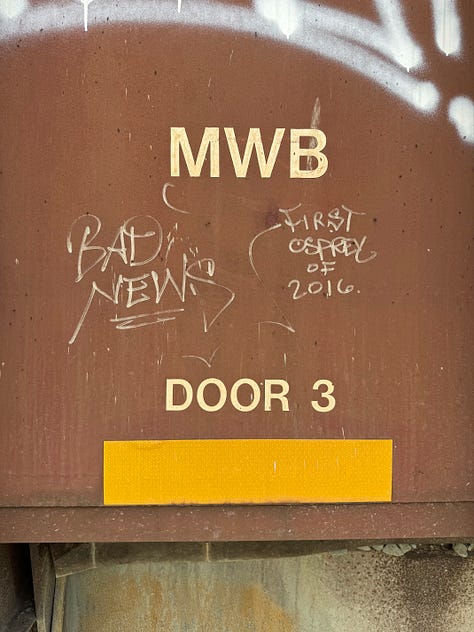 MWB
BAD
NEWS
FIRST
OSPREY
OF
2016.
DOOR 3